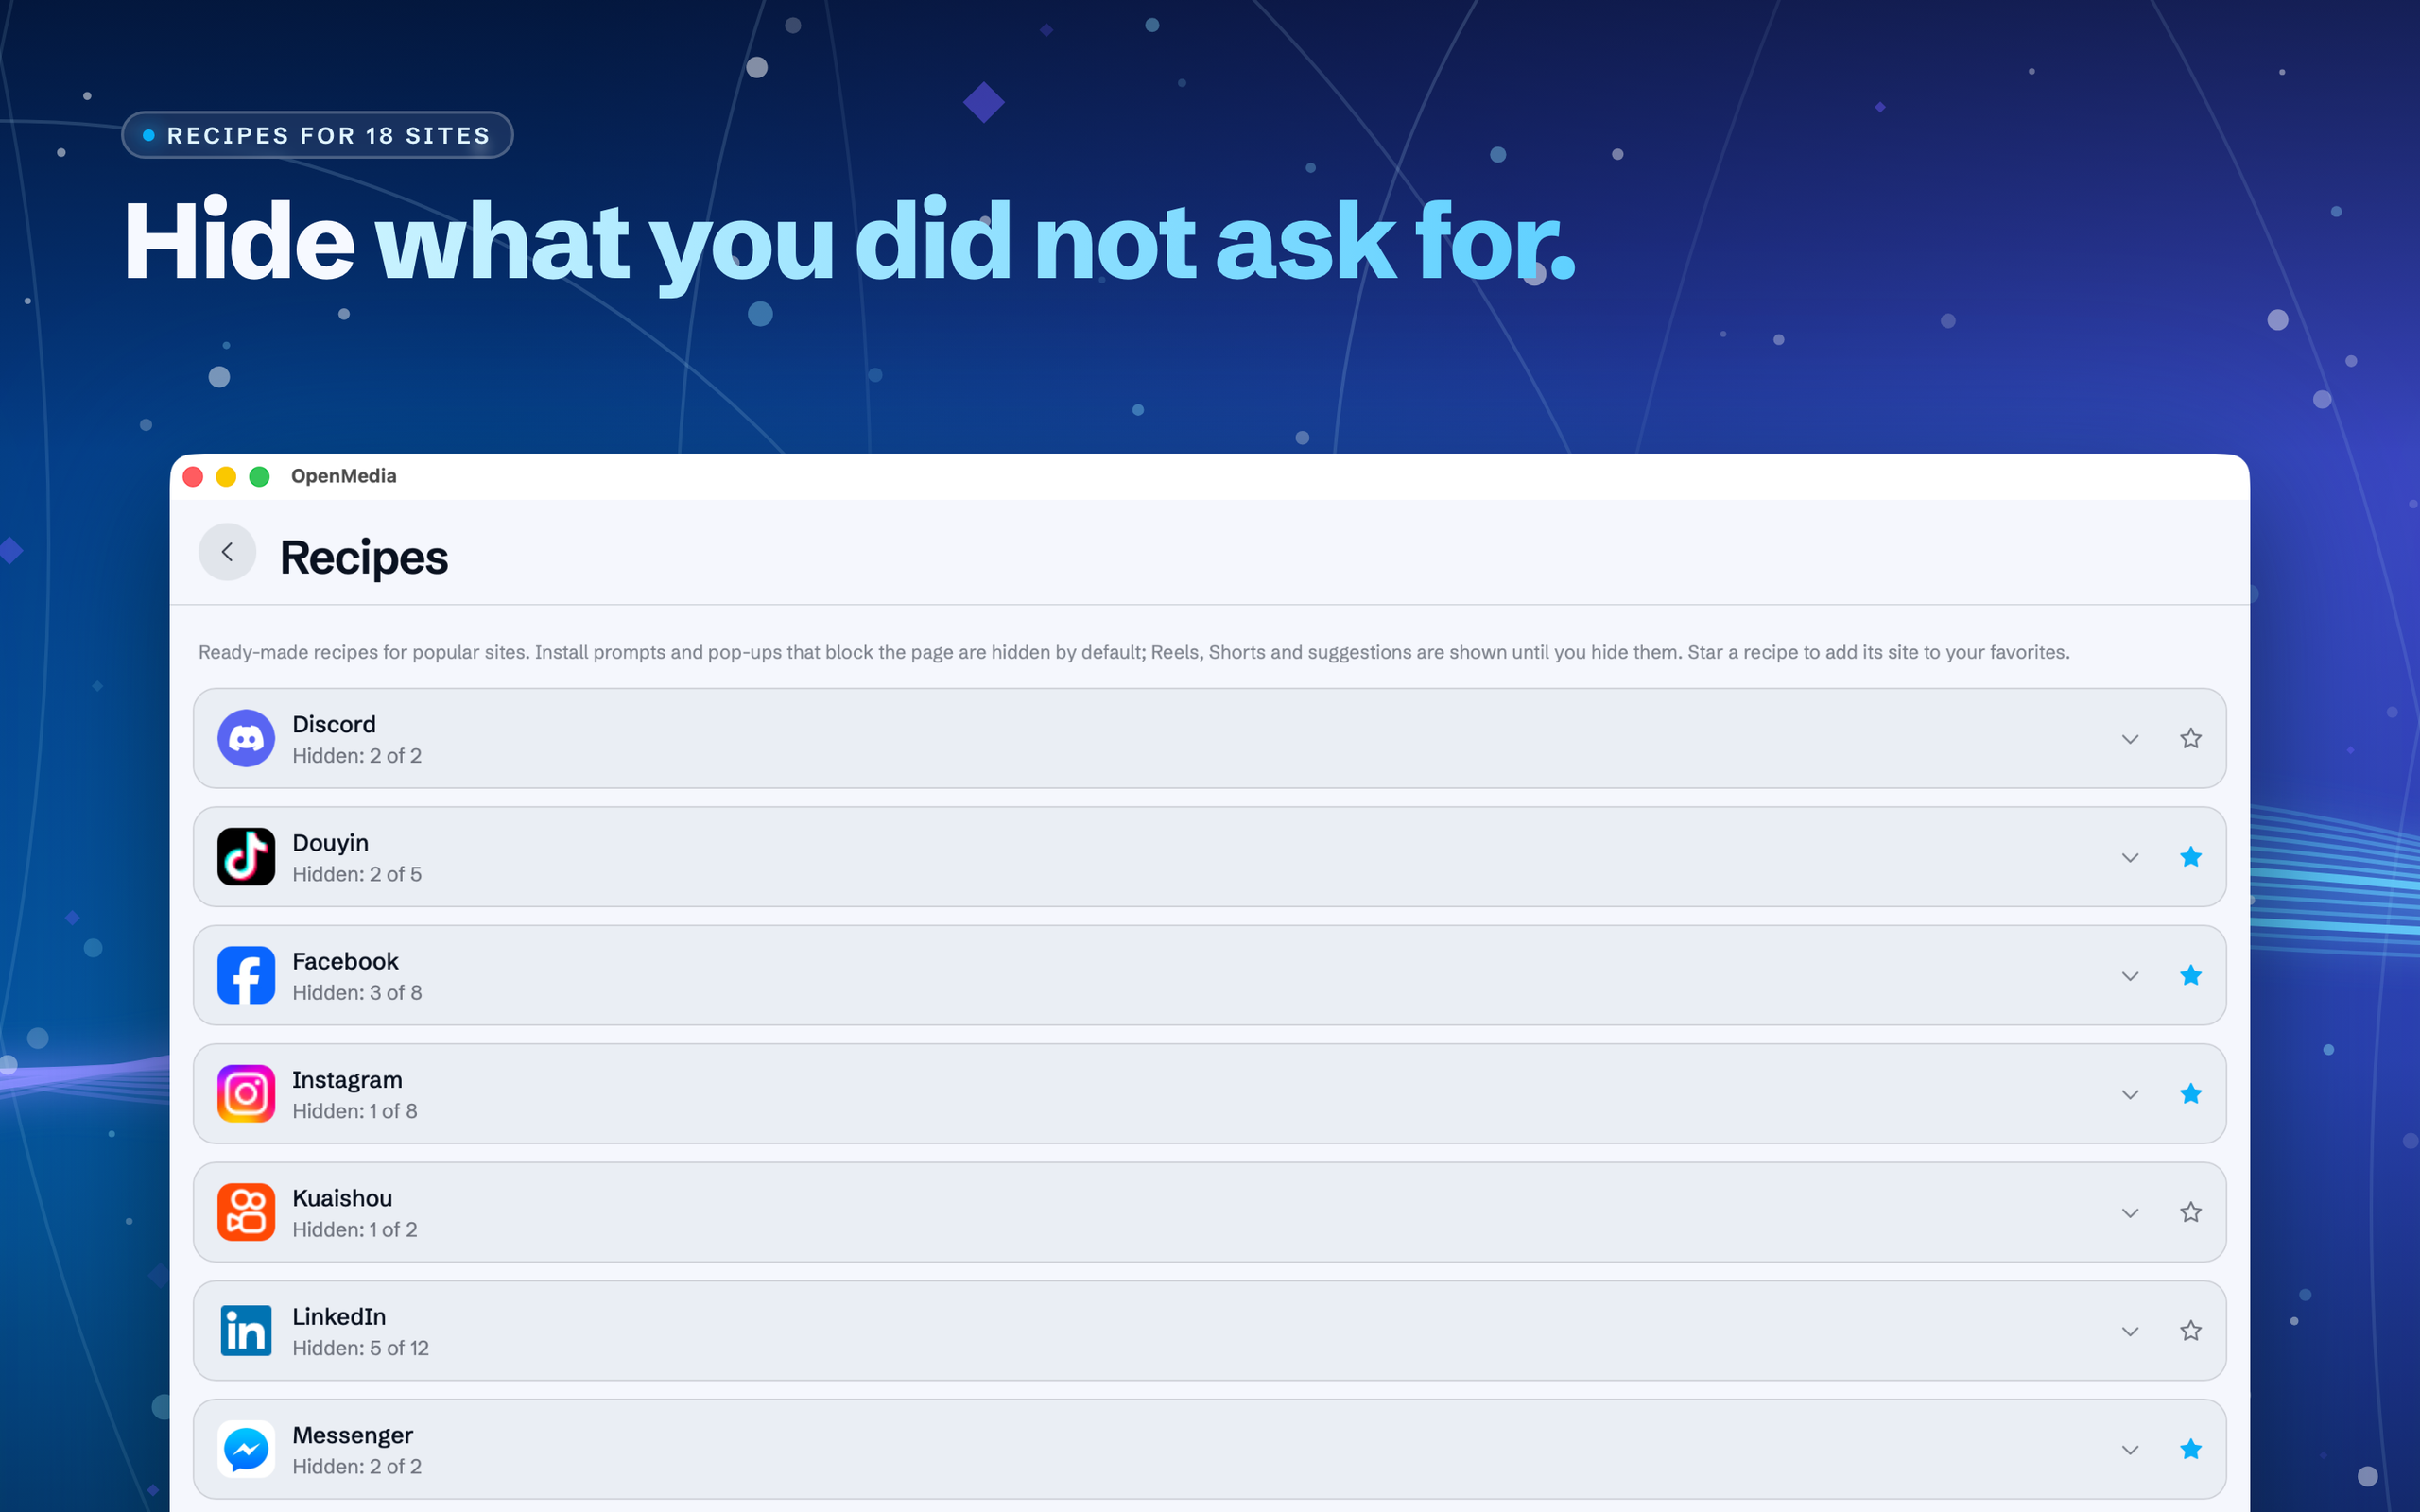 RECIPES FOR 18 SITES
Hide what you did not ask for.
OpenMedia
Recipes
Ready-made recipes for popular sites. Install prompts and pop-ups that block the page are hidden by default; Reels, Shorts and suggestions are shown until you hide them. Star a recipe to add its site to your favorites.
Discord
Hidden: 2 of 2
Douyin
Hidden: 2 of 5
Facebook
Hidden: 3 of 8
Instagram
Hidden: 1 of 8
Kuaishou
Hidden: 1 of 2
LinkedIn
Hidden: 5 of 12
Messenger
Hidden: 2 of 2